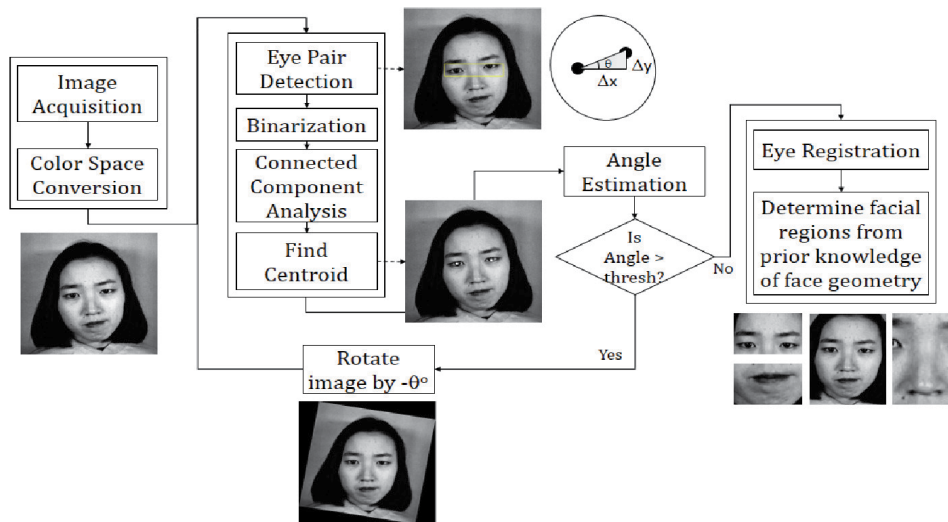 Image
Acquisition
Color Space
Conversion
Eye Pair
Detection
Binarization
Connected
Component
Analysis
Find
Centroid
θ
Δy
Δx
Angle
Estimation
Is
Angle >
thresh?
No
Yes
Rotate
image by -θº
Eye Registration
Determine facial
regions from
prior knowledge
of face geometry